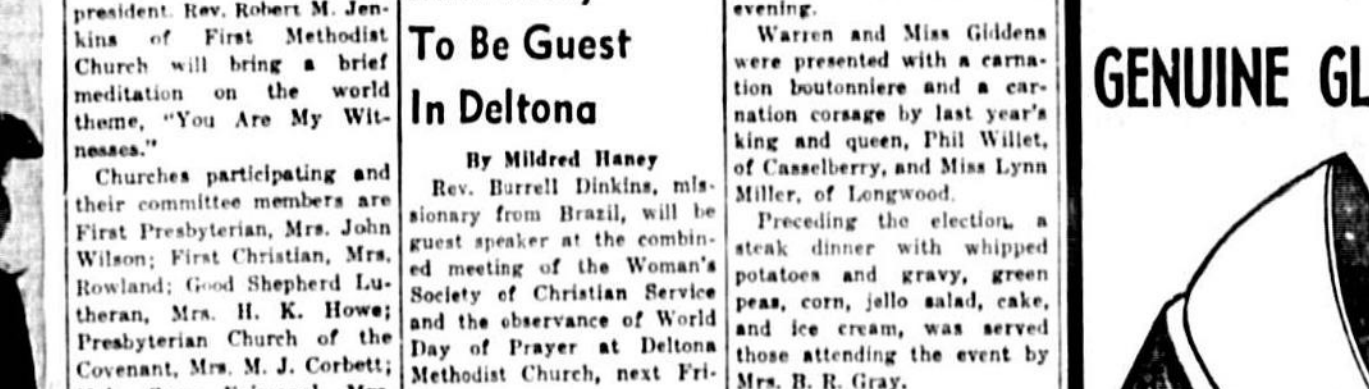 president. Rev. Robert M. Jen-
kins of First Methodist
Church will bring a brief
meditation on the world
theme, "You Are My Wit-
nesses."
Churches participating and
their committee members are
First Presbyterian, Mrs. John
Wilson; First Christian, Mrs.
Rowland; Good Shepherd Lu-
theran, Mrs. H. K. Howe;
Presbyterian Church of the
Covenant, Mrs. M. J. Corbett;
To Be Guest
In Deltona
By Mildred Haney
Rev. Burrell Dinkins, mis-
sionary from Brazil, will be
guest speaker at the combin-
ed meeting of the Woman's
Society of Christian Service
and the observance of World
Day of Prayer at Deltona
Methodist Church, next Fri-
evening.
Warren and Miss Giddens
were presented with a carna-
tion boutonniere and a car-
nation corsage by last year's
king and queen, Phil Willet,
of Casselberry, and Miss Lynn
Miller, of Longwood.
Preceding the election, a
steak dinner with whipped
potatoes and gravy, green
peas, corn, jello salad, cake,
and ice cream, was served
those attending the event by
Mrs. B. R. Gray.
GENUINE GL